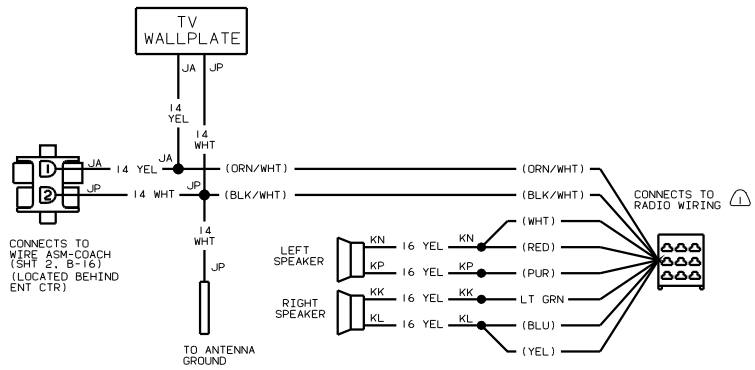 TV
WALLPLATE
JA
JP
14
YEL
14
WHT
1
JA
14 YEL
JA
(ORN/WHT)
(ORN/WHT)
2
JP
14 WHT
JP
(BLK/WHT)
(BLK/WHT)
CONNECTS TO
RADIO WIRING
1
14
WHT
JP
CONNECTS TO
WIRE ASM-COACH
(SHT 2, B-16)
(LOCATED BEHIND
ENT CTR)
TO ANTENNA
GROUND
(WHT)
LEFT
SPEAKER
KN
16 YEL
KN
(RED)
KP
16 YEL
KP
(PUR)
RIGHT
SPEAKER
KK
16 YEL
KK
LT GRN
KL
16 YEL
KL
(BLU)
(YEL)